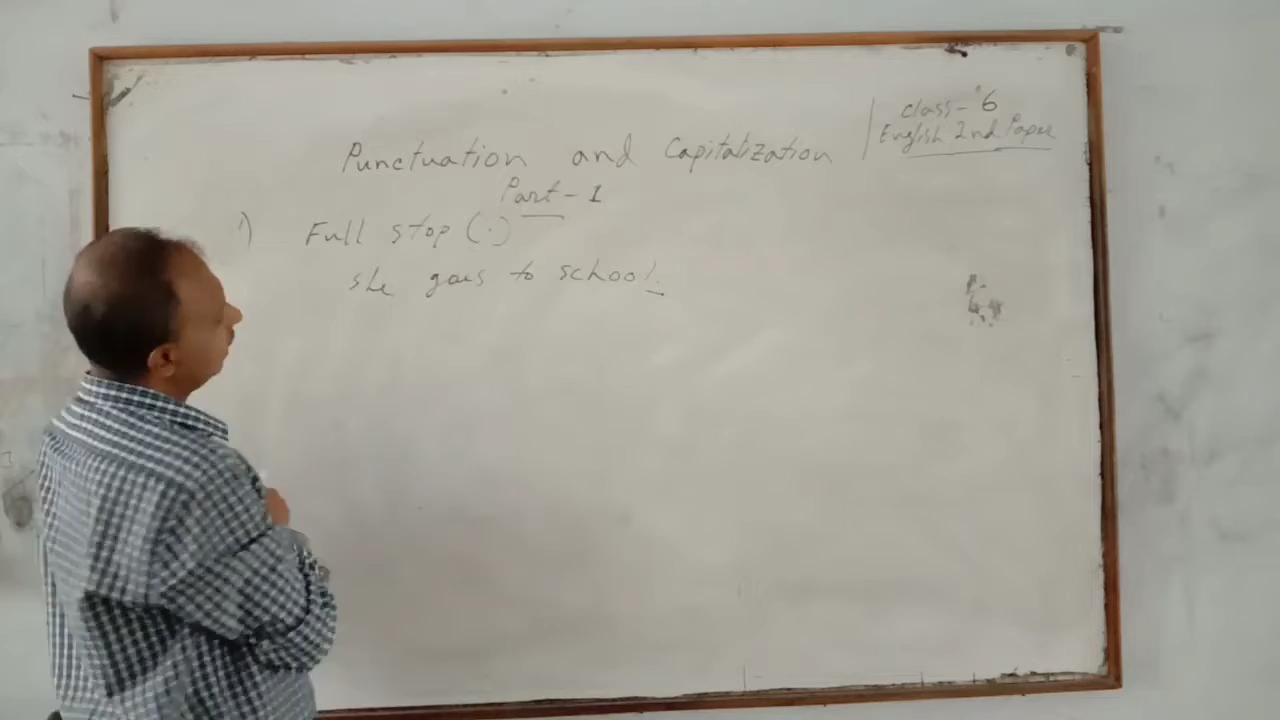 class- 6
English 2nd Paper
Punctuation and Capitalization
Part-1
1) Full stop (.)
she goes to school.